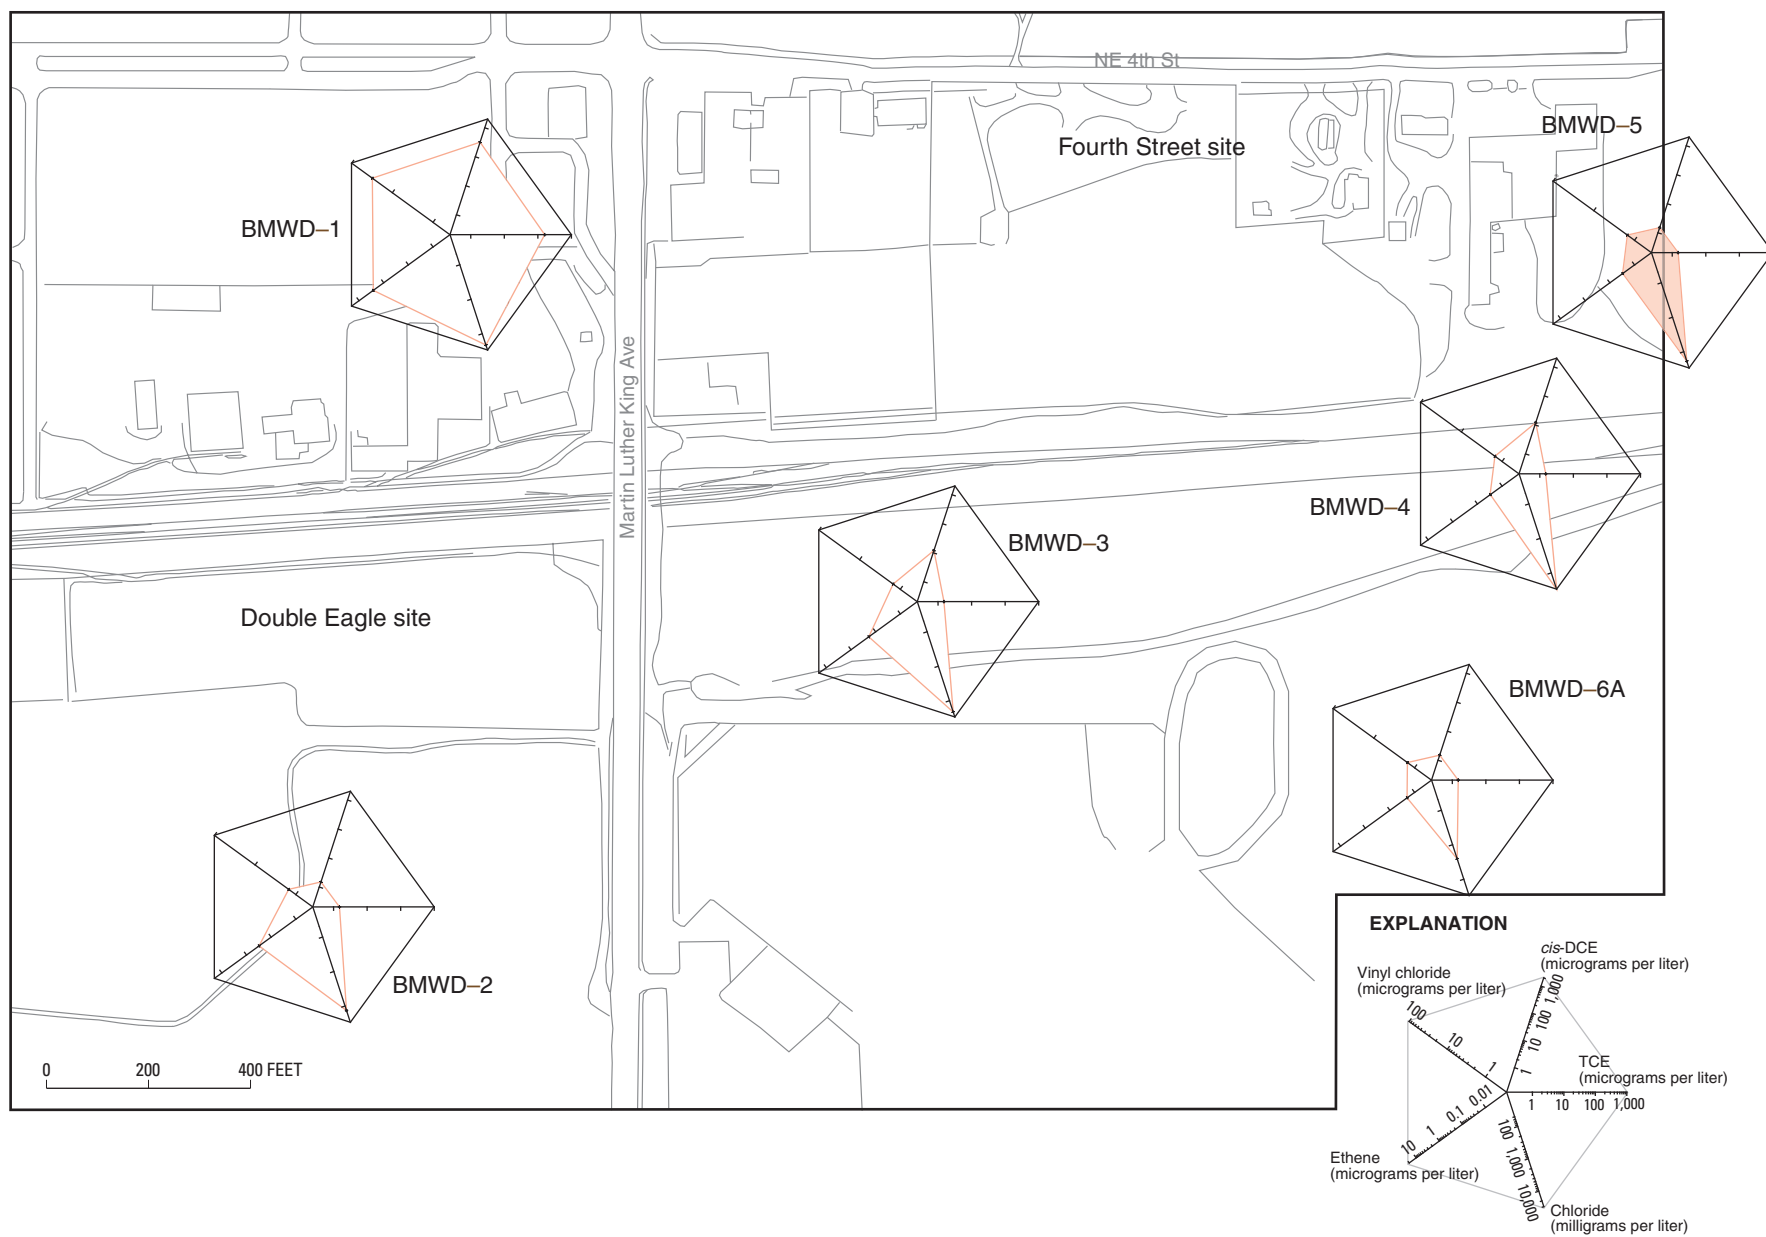 NE 4th St
BMWD–5
Fourth Street site
BMWD–1
Martin Luther King Ave
BMWD–4
BMWD–3
Double Eagle site
BMWD–6A
BMWD–2
0 200 400 FEET
EXPLANATION
cis-DCE
(micrograms per liter)
Vinyl chloride
(micrograms per liter)
100
10
1
1,000
100
10
1
TCE
(micrograms per liter)
1 10 100 1,000
0.01
0.1
1
10
Ethene
(micrograms per liter)
100
1,000
10,000
Chloride
(milligrams per liter)